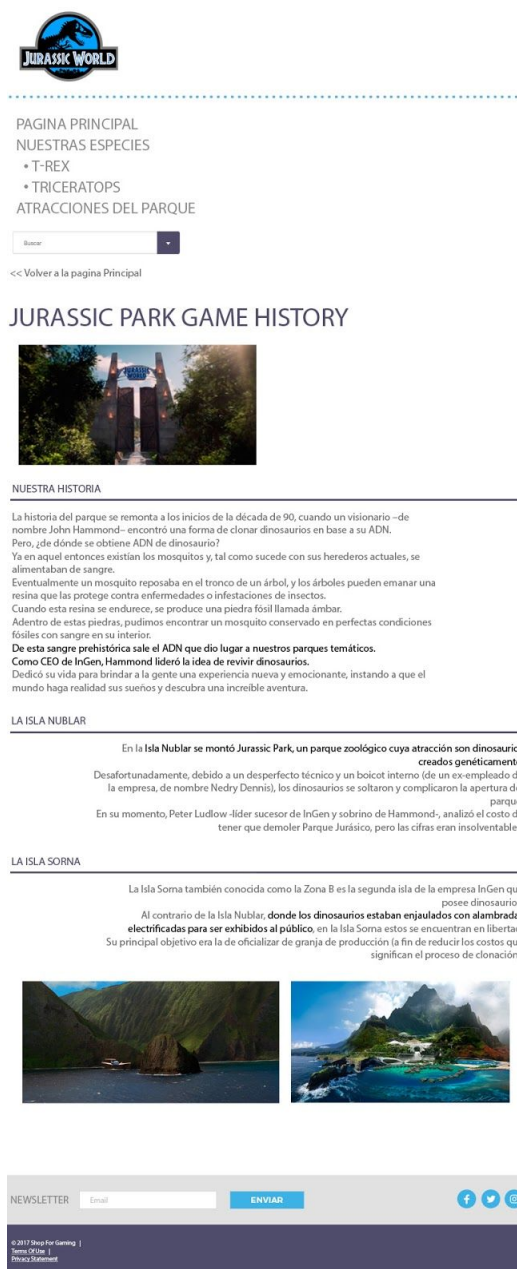 JURASSIC WORLD
PAGINA PRINCIPAL
NUESTRAS ESPECIES
• T-REX
• TRICERATOPS
ATRACCIONES DEL PARQUE
Buscar
<< Volver a la pagina Principal
JURASSIC PARK GAME HISTORY
JURASSIC WORLD
NUESTRA HISTORIA
La historia del parque se remonta a los inicios de la década de 90, cuando un visionario –de
nombre John Hammond– encontró una forma de clonar dinosaurios en base a su ADN.
Pero, ¿de dónde se obtiene ADN de dinosaurio?
Ya en aquel entonces existían los mosquitos y, tal como sucede con sus herederos actuales, se
alimentaban de sangre.
Eventualmente un mosquito reposaba en el tronco de un árbol, y los árboles pueden emanar una
resina que las protege contra enfermedades o infestaciones de insectos.
Cuando esta resina se endurece, se produce una piedra fósil llamada ámbar.
Adentro de estas piedras, pudimos encontrar un mosquito conservado en perfectas condiciones
fósiles con sangre en su interior.
De esta sangre prehistórica sale el ADN que dio lugar a nuestros parques temáticos.
Como CEO de InGen, Hammond lideró la idea de revivir dinosaurios.
Dedicó su vida para brindar a la gente una experiencia nueva y emocionante, instando a que el
mundo haga realidad sus sueños y descubra una increíble aventura.
LA ISLA NUBLAR
En la Isla Nublar se montó Jurassic Park, un parque zoológico cuya atracción son dinosaurio
creados genéticament
Desafortunadamente, debido a un desperfecto técnico y un boicot interno (de un ex-empleado d
la empresa, de nombre Nedry Dennis), los dinosaurios se soltaron y complicaron la apertura de
parqu
En su momento, Peter Ludlow -líder sucesor de InGen y sobrino de Hammond-, analizó el costo d
tener que demoler Parque Jurásico, pero las cifras eran insolventable
LA ISLA SORNA
La Isla Sorna también conocida como la Zona B es la segunda isla de la empresa InGen qu
posee dinosaurio
Al contrario de la Isla Nublar, donde los dinosaurios estaban enjaulados con alambrada
electrificadas para ser exhibidos al público, en la Isla Sorna estos se encuentran en liberta
Su principal objetivo era la de oficializar de granja de producción (a fin de reducir los costos qu
significan el proceso de clonación
NEWSLETTER
Email
ENVIAR
© 2017 Shop For Gaming |
Terms Of Use |
Privacy Statement